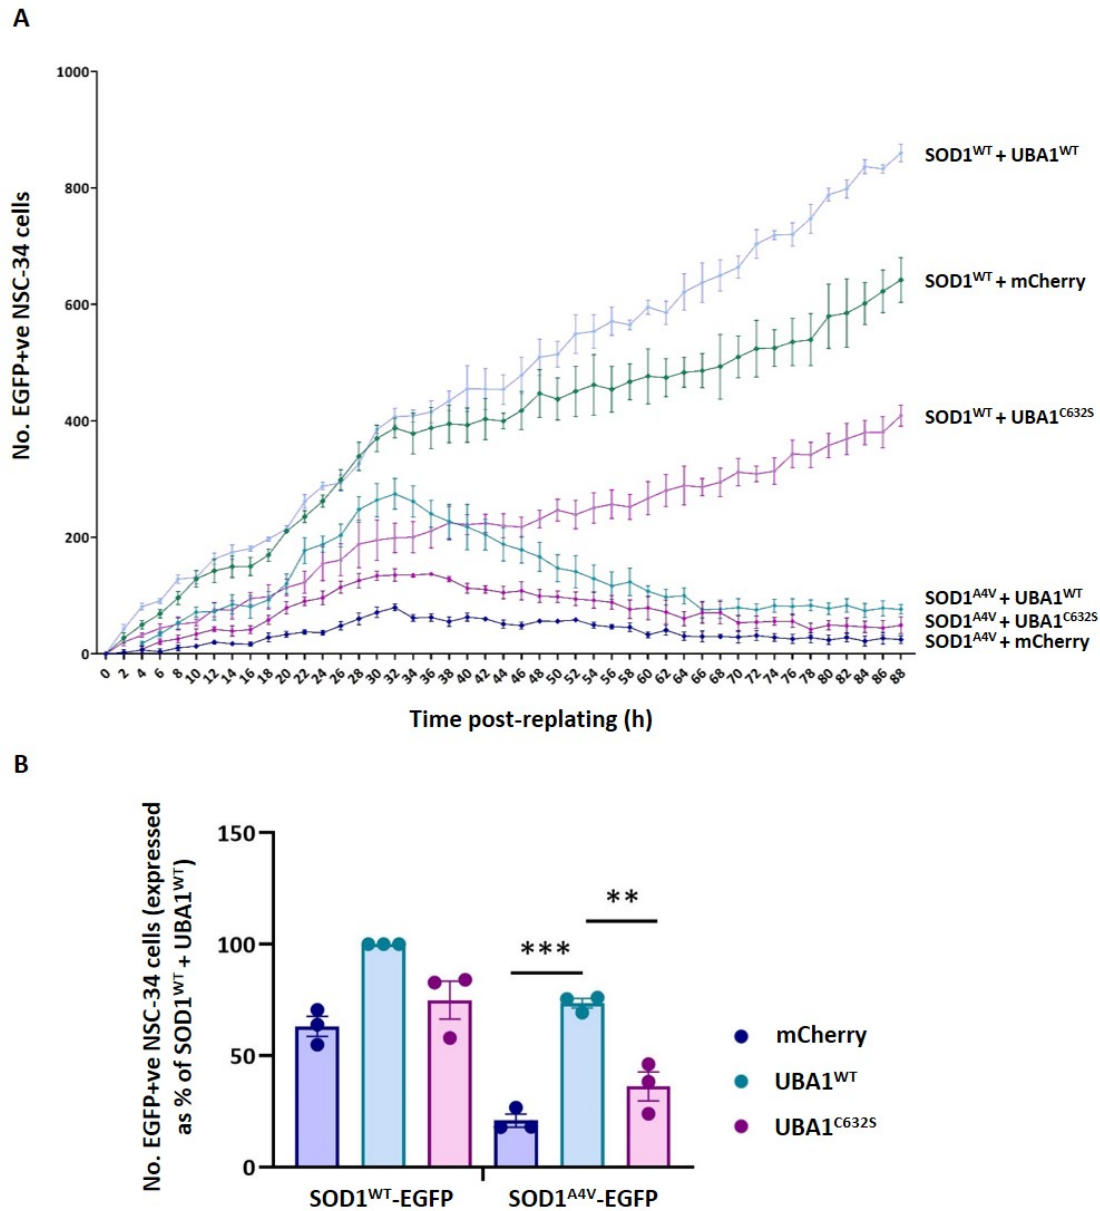 A
1000
800
600
400
200
0
No. EGFP+ve NSC-34 cells
SOD1ᵂᵀ + UBA1ᵂᵀ
SOD1ᵂᵀ + mCherry
SOD1ᵂᵀ + UBA1ᶜ⁶³²ˢ
SOD1ᴬ⁴ⱽ + UBA1ᵂᵀ
SOD1ᴬ⁴ⱽ + UBA1ᶜ⁶³²ˢ
SOD1ᴬ⁴ⱽ + mCherry
0 2 4 6 8 10 12 14 16 18 20 22 24 26 28 30 32 34 36 38 40 42 44 46 48 50 52 54 56 58 60 62 64 66 68 70 72 74 76 78 80 82 84 86 88
Time post-replating (h)
B
No. EGFP+ve NSC-34 cells (expressed
as % of SOD1ᵂᵀ + UBA1ᵂᵀ)
150
100
50
0
***
**
SOD1ᵂᵀ-EGFP SOD1ᴬ⁴ⱽ-EGFP
mCherry
UBA1ᵂᵀ
UBA1ᶜ⁶³²ˢ